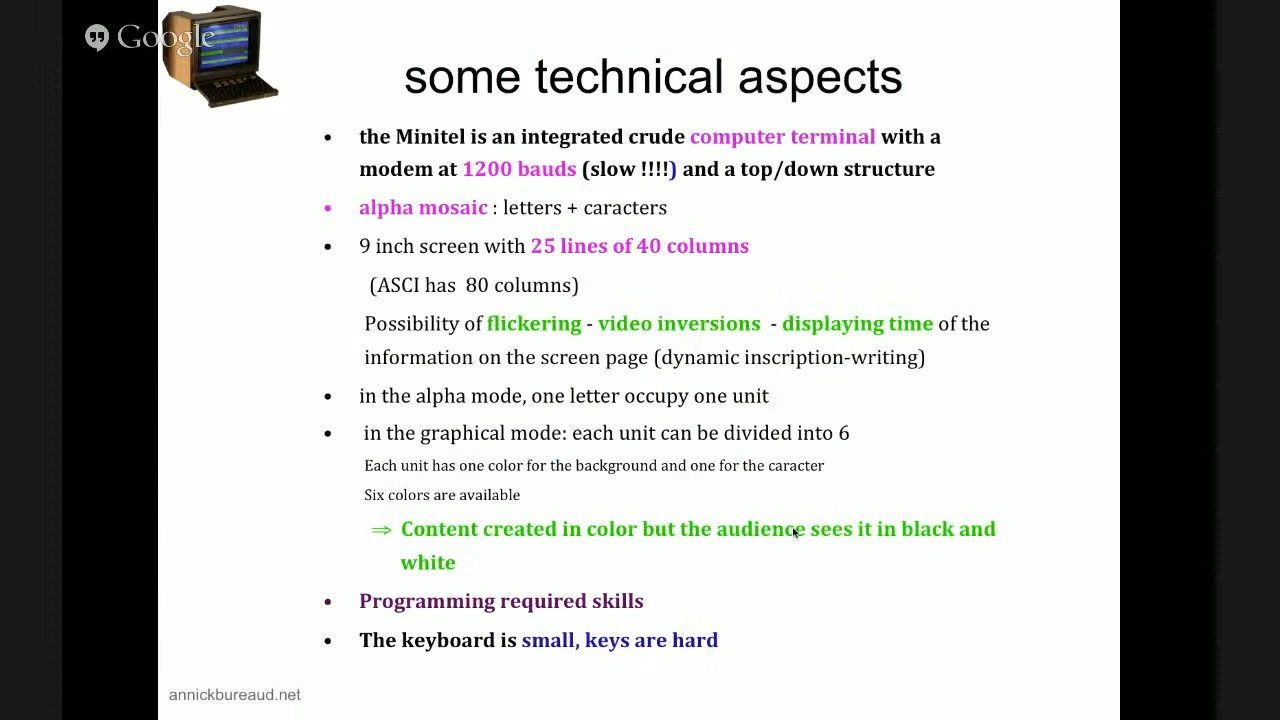 Google
some technical aspects
• the Minitel is an integrated crude computer terminal with a
modem at 1200 bauds (slow !!!!) and a top/down structure
• alpha mosaic : letters + caracters
• 9 inch screen with 25 lines of 40 columns
(ASCI has 80 columns)
Possibility of flickering - video inversions - displaying time of the
information on the screen page (dynamic inscription-writing)
• in the alpha mode, one letter occupy one unit
• in the graphical mode: each unit can be divided into 6
Each unit has one color for the background and one for the caracter
Six colors are available
⇒ Content created in color but the audience sees it in black and
white
• Programming required skills
• The keyboard is small, keys are hard
annickbureaud.net